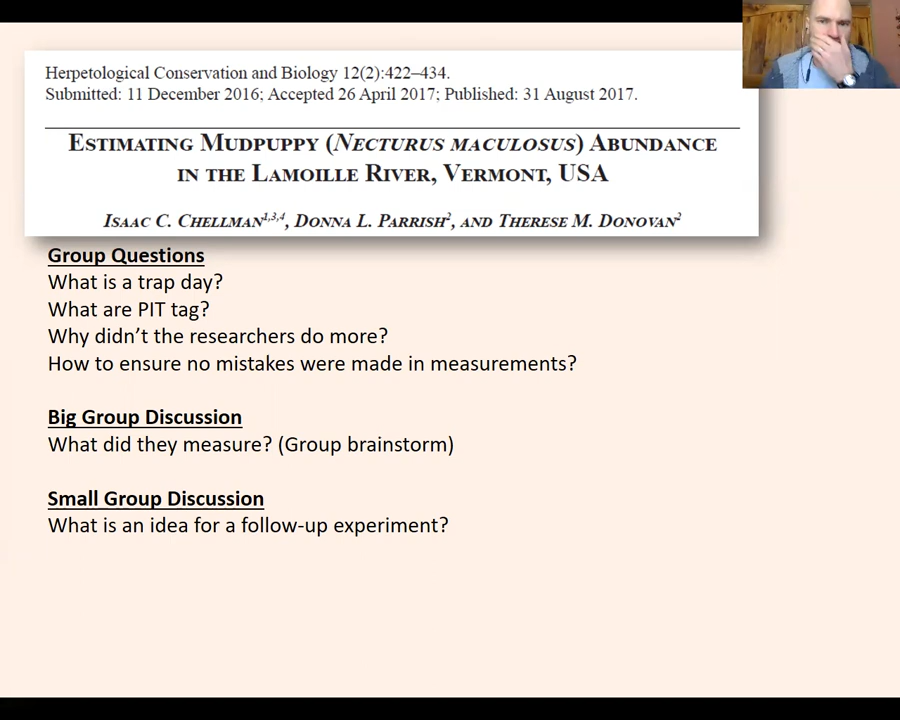 Herpetological Conservation and Biology 12(2):422–434.
Submitted: 11 December 2016; Accepted 26 April 2017; Published: 31 August 2017.
Estimating Mudpuppy (Necturus maculosus) Abundance
in the Lamoille River, Vermont, USA
Isaac C. Chellman1,3,4, Donna L. Parrish2, and Therese M. Donovan2
Group Questions
What is a trap day?
What are PIT tag?
Why didn’t the researchers do more?
How to ensure no mistakes were made in measurements?
Big Group Discussion
What did they measure? (Group brainstorm)
Small Group Discussion
What is an idea for a follow-up experiment?